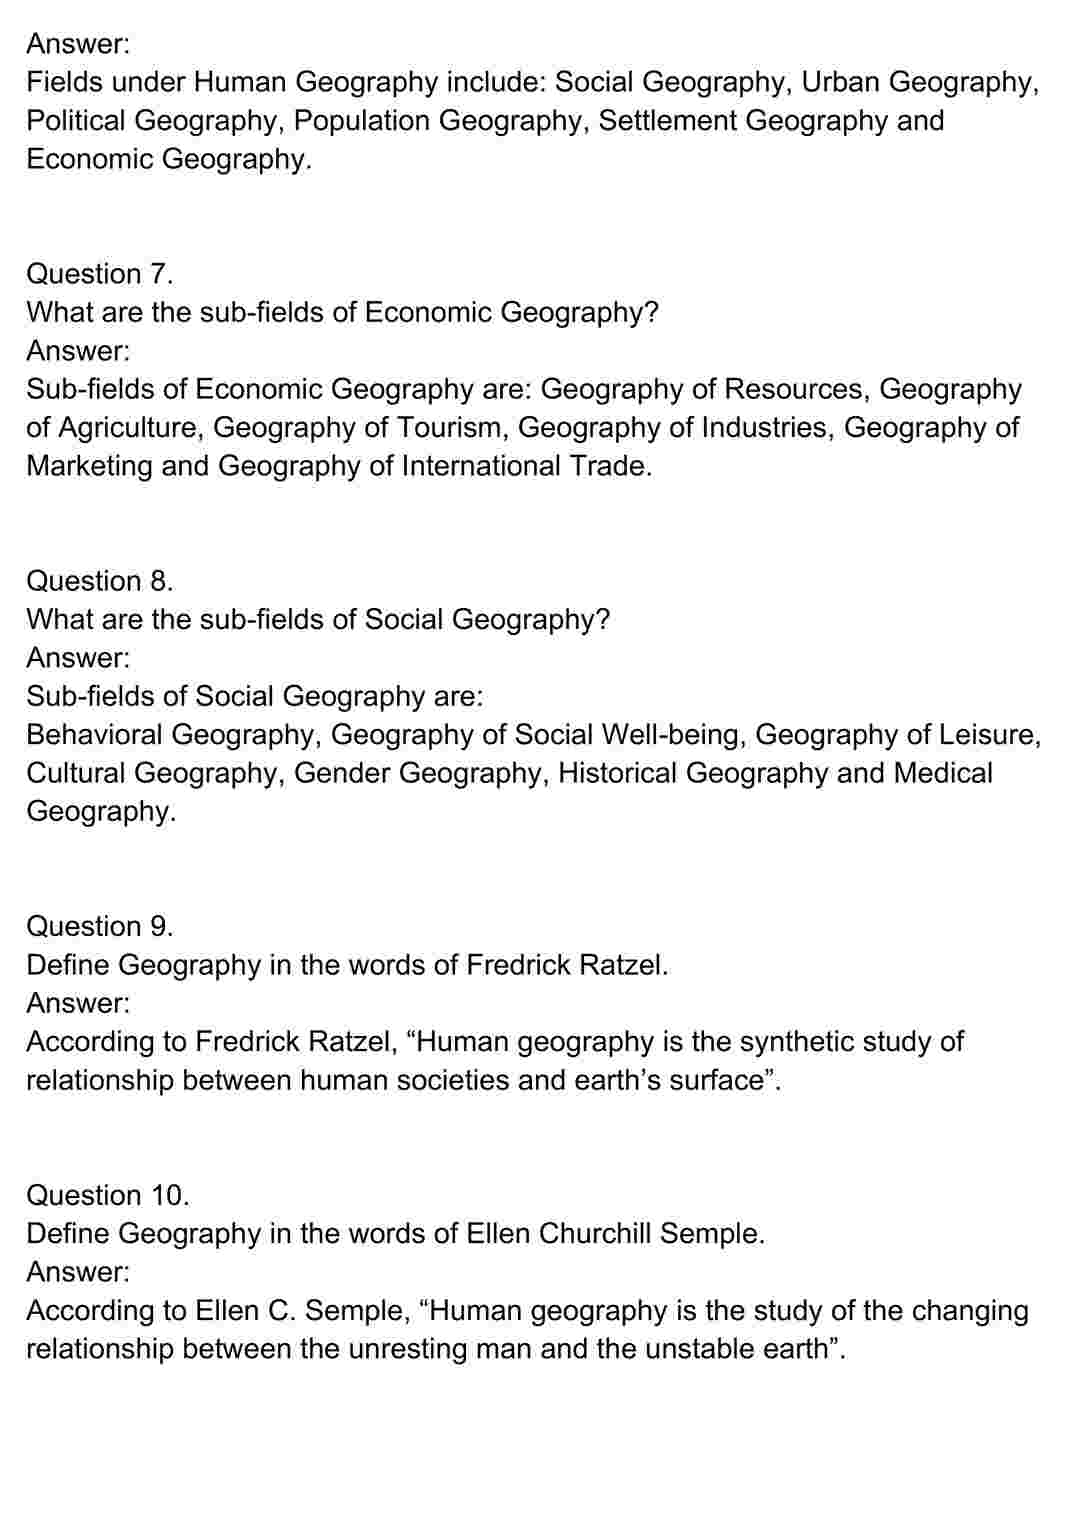 Answer:
Fields under Human Geography include: Social Geography, Urban Geography,
Political Geography, Population Geography, Settlement Geography and
Economic Geography.
Question 7.
What are the sub-fields of Economic Geography?
Answer:
Sub-fields of Economic Geography are: Geography of Resources, Geography
of Agriculture, Geography of Tourism, Geography of Industries, Geography of
Marketing and Geography of International Trade.
Question 8.
What are the sub-fields of Social Geography?
Answer:
Sub-fields of Social Geography are:
Behavioral Geography, Geography of Social Well-being, Geography of Leisure,
Cultural Geography, Gender Geography, Historical Geography and Medical
Geography.
Question 9.
Define Geography in the words of Fredrick Ratzel.
Answer:
According to Fredrick Ratzel, “Human geography is the synthetic study of
relationship between human societies and earth’s surface”.
Question 10.
Define Geography in the words of Ellen Churchill Semple.
Answer:
According to Ellen C. Semple, “Human geography is the study of the changing
relationship between the unresting man and the unstable earth”.